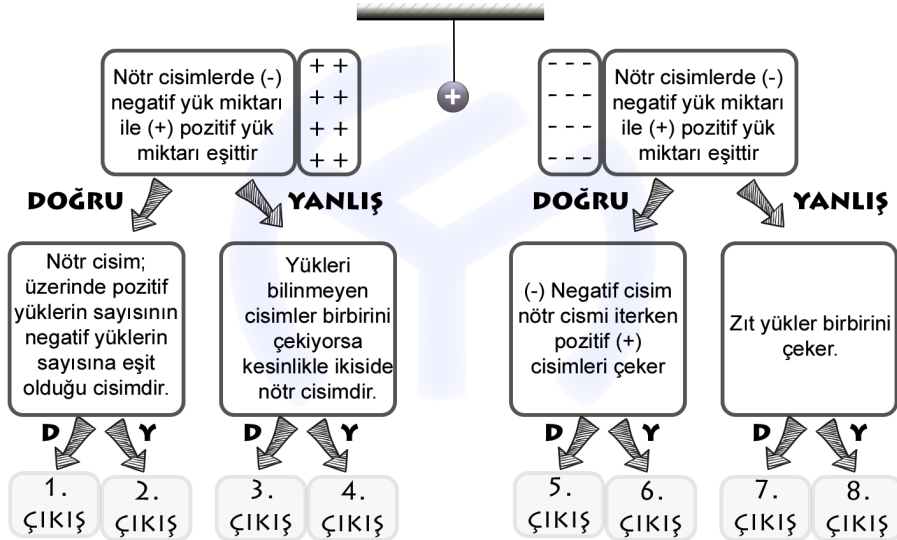 + +
+ +
+ +
+ +
+
- - -
- - -
- - -
- - -
Nötr cisimlerde (-)
negatif yük miktarı
ile (+) pozitif yük
miktarı eşittir
Nötr cisimlerde (-)
negatif yük miktarı
ile (+) pozitif yük
miktarı eşittir
DOĞRU
YANLIŞ
DOĞRU
YANLIŞ
Nötr cisim;
üzerinde pozitif
yüklerin sayısının
negatif yüklerin
sayısına eşit
olduğu cisimdir.
Yükleri
bilinmeyen
cisimler birbirini
çekiyorsa
kesinlikle ikiside
nötr cisimdir.
(-) Negatif cisim
nötr cismi iterken
pozitif (+)
cisimleri çeker
Zıt yükler birbirini
çeker.
D
Y
D
Y
D
Y
D
Y
1.
ÇIKIŞ
2.
ÇIKIŞ
3.
ÇIKIŞ
4.
ÇIKIŞ
5.
ÇIKIŞ
6.
ÇIKIŞ
7.
ÇIKIŞ
8.
ÇIKIŞ